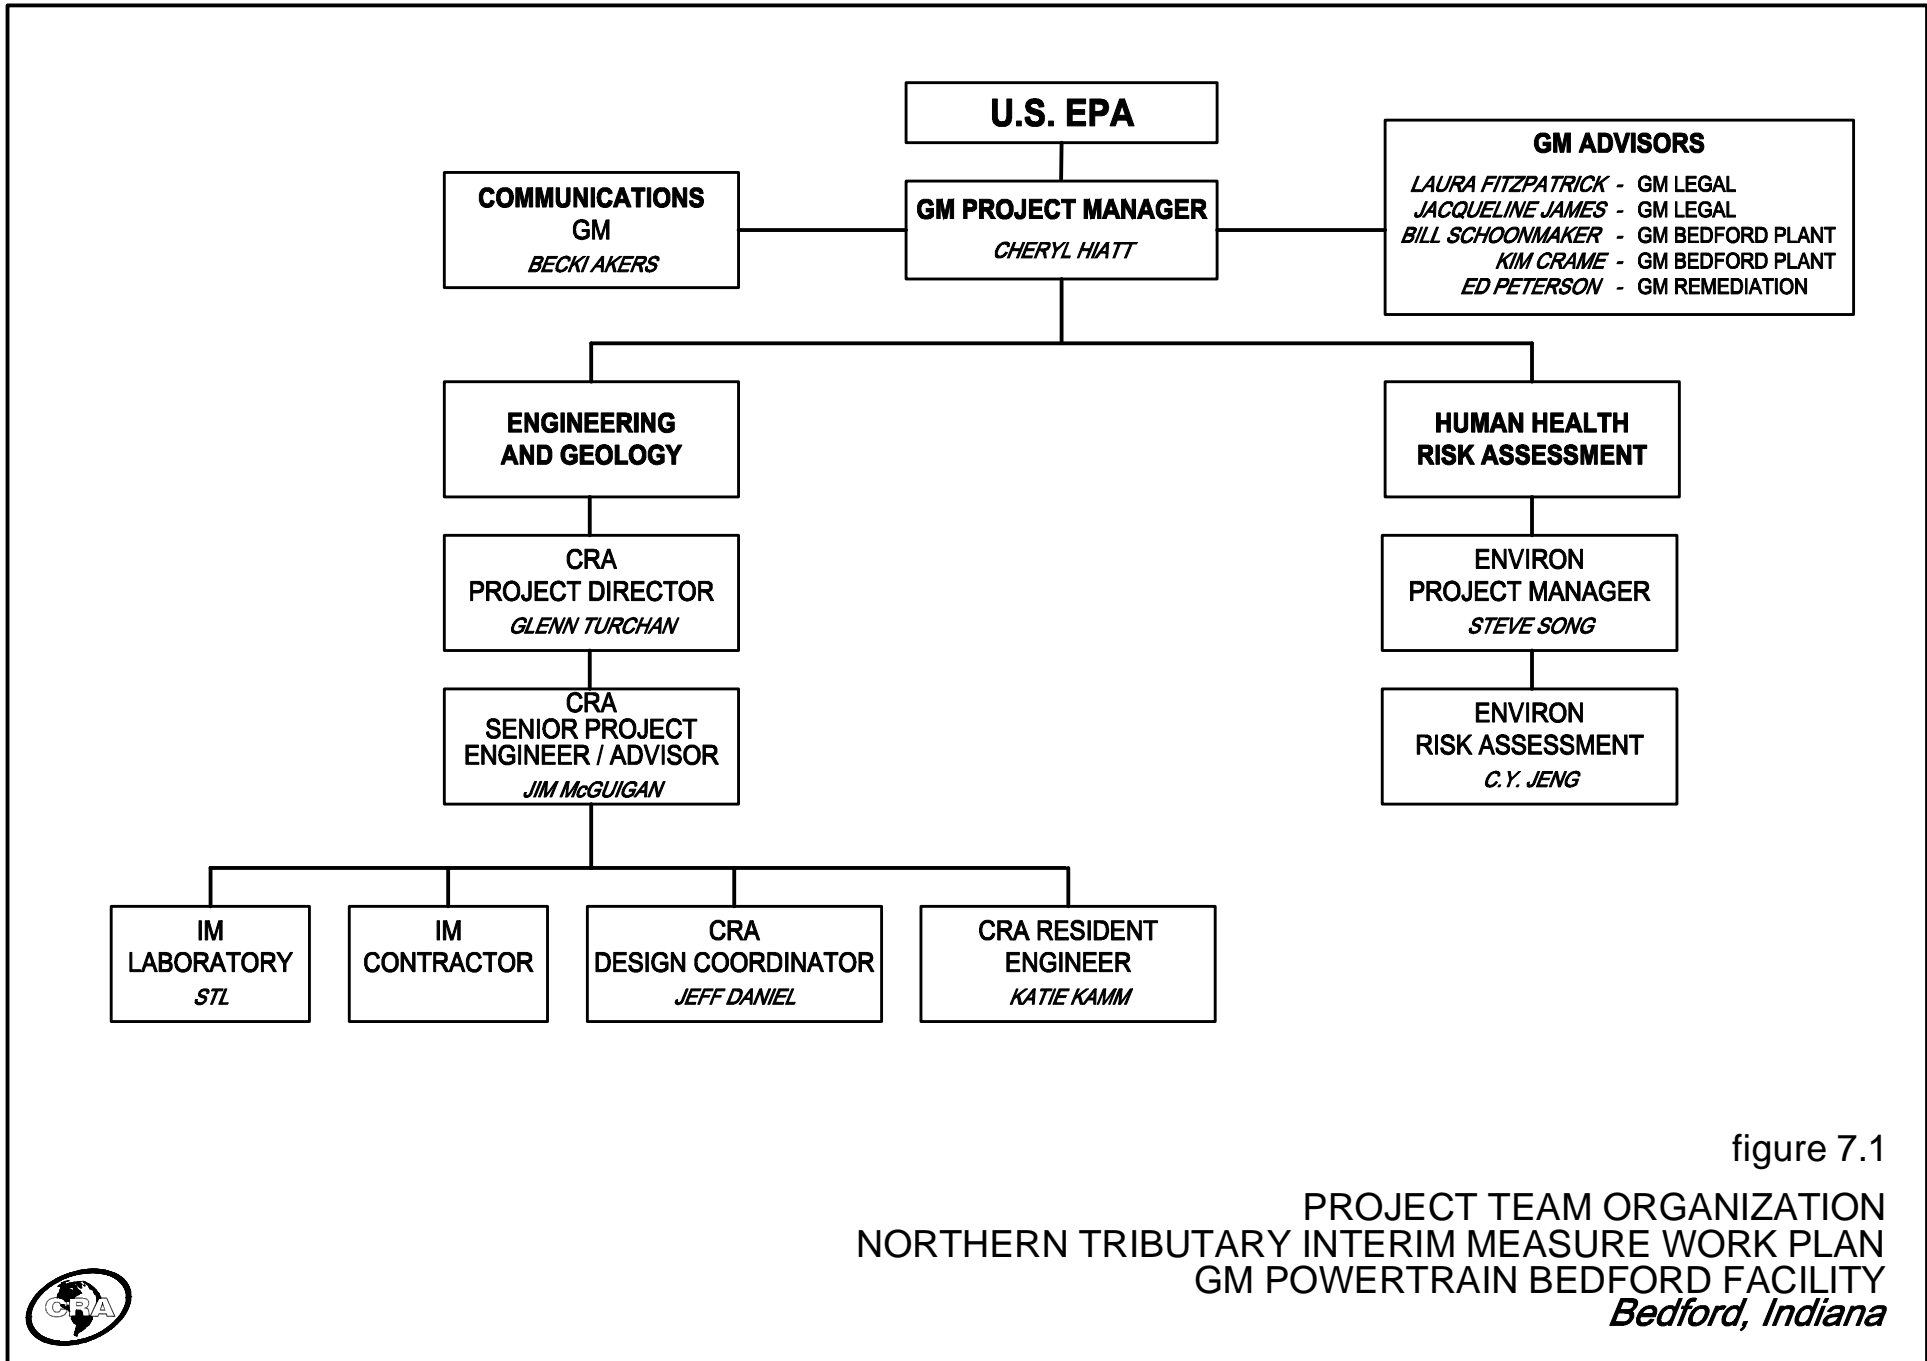 U.S. EPA
COMMUNICATIONS
GM
BECKI AKERS
GM PROJECT MANAGER
CHERYL HIATT
GM ADVISORS
LAURA FITZPATRICK - GM LEGAL
JACQUELINE JAMES - GM LEGAL
BILL SCHOONMAKER - GM BEDFORD PLANT
KIM CRAME - GM BEDFORD PLANT
ED PETERSON - GM REMEDIATION
ENGINEERING
AND GEOLOGY
HUMAN HEALTH
RISK ASSESSMENT
CRA
PROJECT DIRECTOR
GLENN TURCHAN
ENVIRON
PROJECT MANAGER
STEVE SONG
CRA
SENIOR PROJECT
ENGINEER / ADVISOR
JIM McGUIGAN
ENVIRON
RISK ASSESSMENT
C.Y. JENG
IM
LABORATORY
STL
IM
CONTRACTOR
CRA
DESIGN COORDINATOR
JEFF DANIEL
CRA RESIDENT
ENGINEER
KATIE KAMM
figure 7.1
PROJECT TEAM ORGANIZATION
NORTHERN TRIBUTARY INTERIM MEASURE WORK PLAN
GM POWERTRAIN BEDFORD FACILITY
Bedford, Indiana
CRA